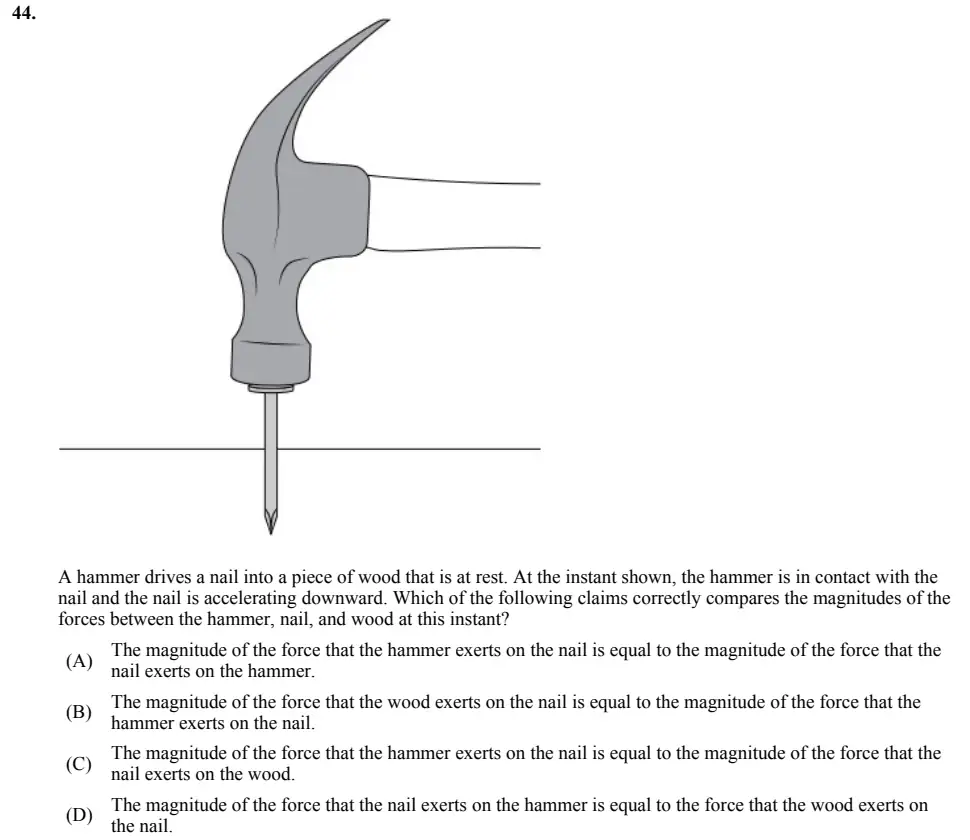 44.
A hammer drives a nail into a piece of wood that is at rest. At the instant shown, the hammer is in contact with the
nail and the nail is accelerating downward. Which of the following claims correctly compares the magnitudes of the
forces between the hammer, nail, and wood at this instant?
(A) The magnitude of the force that the hammer exerts on the nail is equal to the magnitude of the force that the
nail exerts on the hammer.
(B) The magnitude of the force that the wood exerts on the nail is equal to the magnitude of the force that the
hammer exerts on the nail.
(C) The magnitude of the force that the hammer exerts on the nail is equal to the magnitude of the force that the
nail exerts on the wood.
(D) The magnitude of the force that the nail exerts on the hammer is equal to the force that the wood exerts on
the nail.